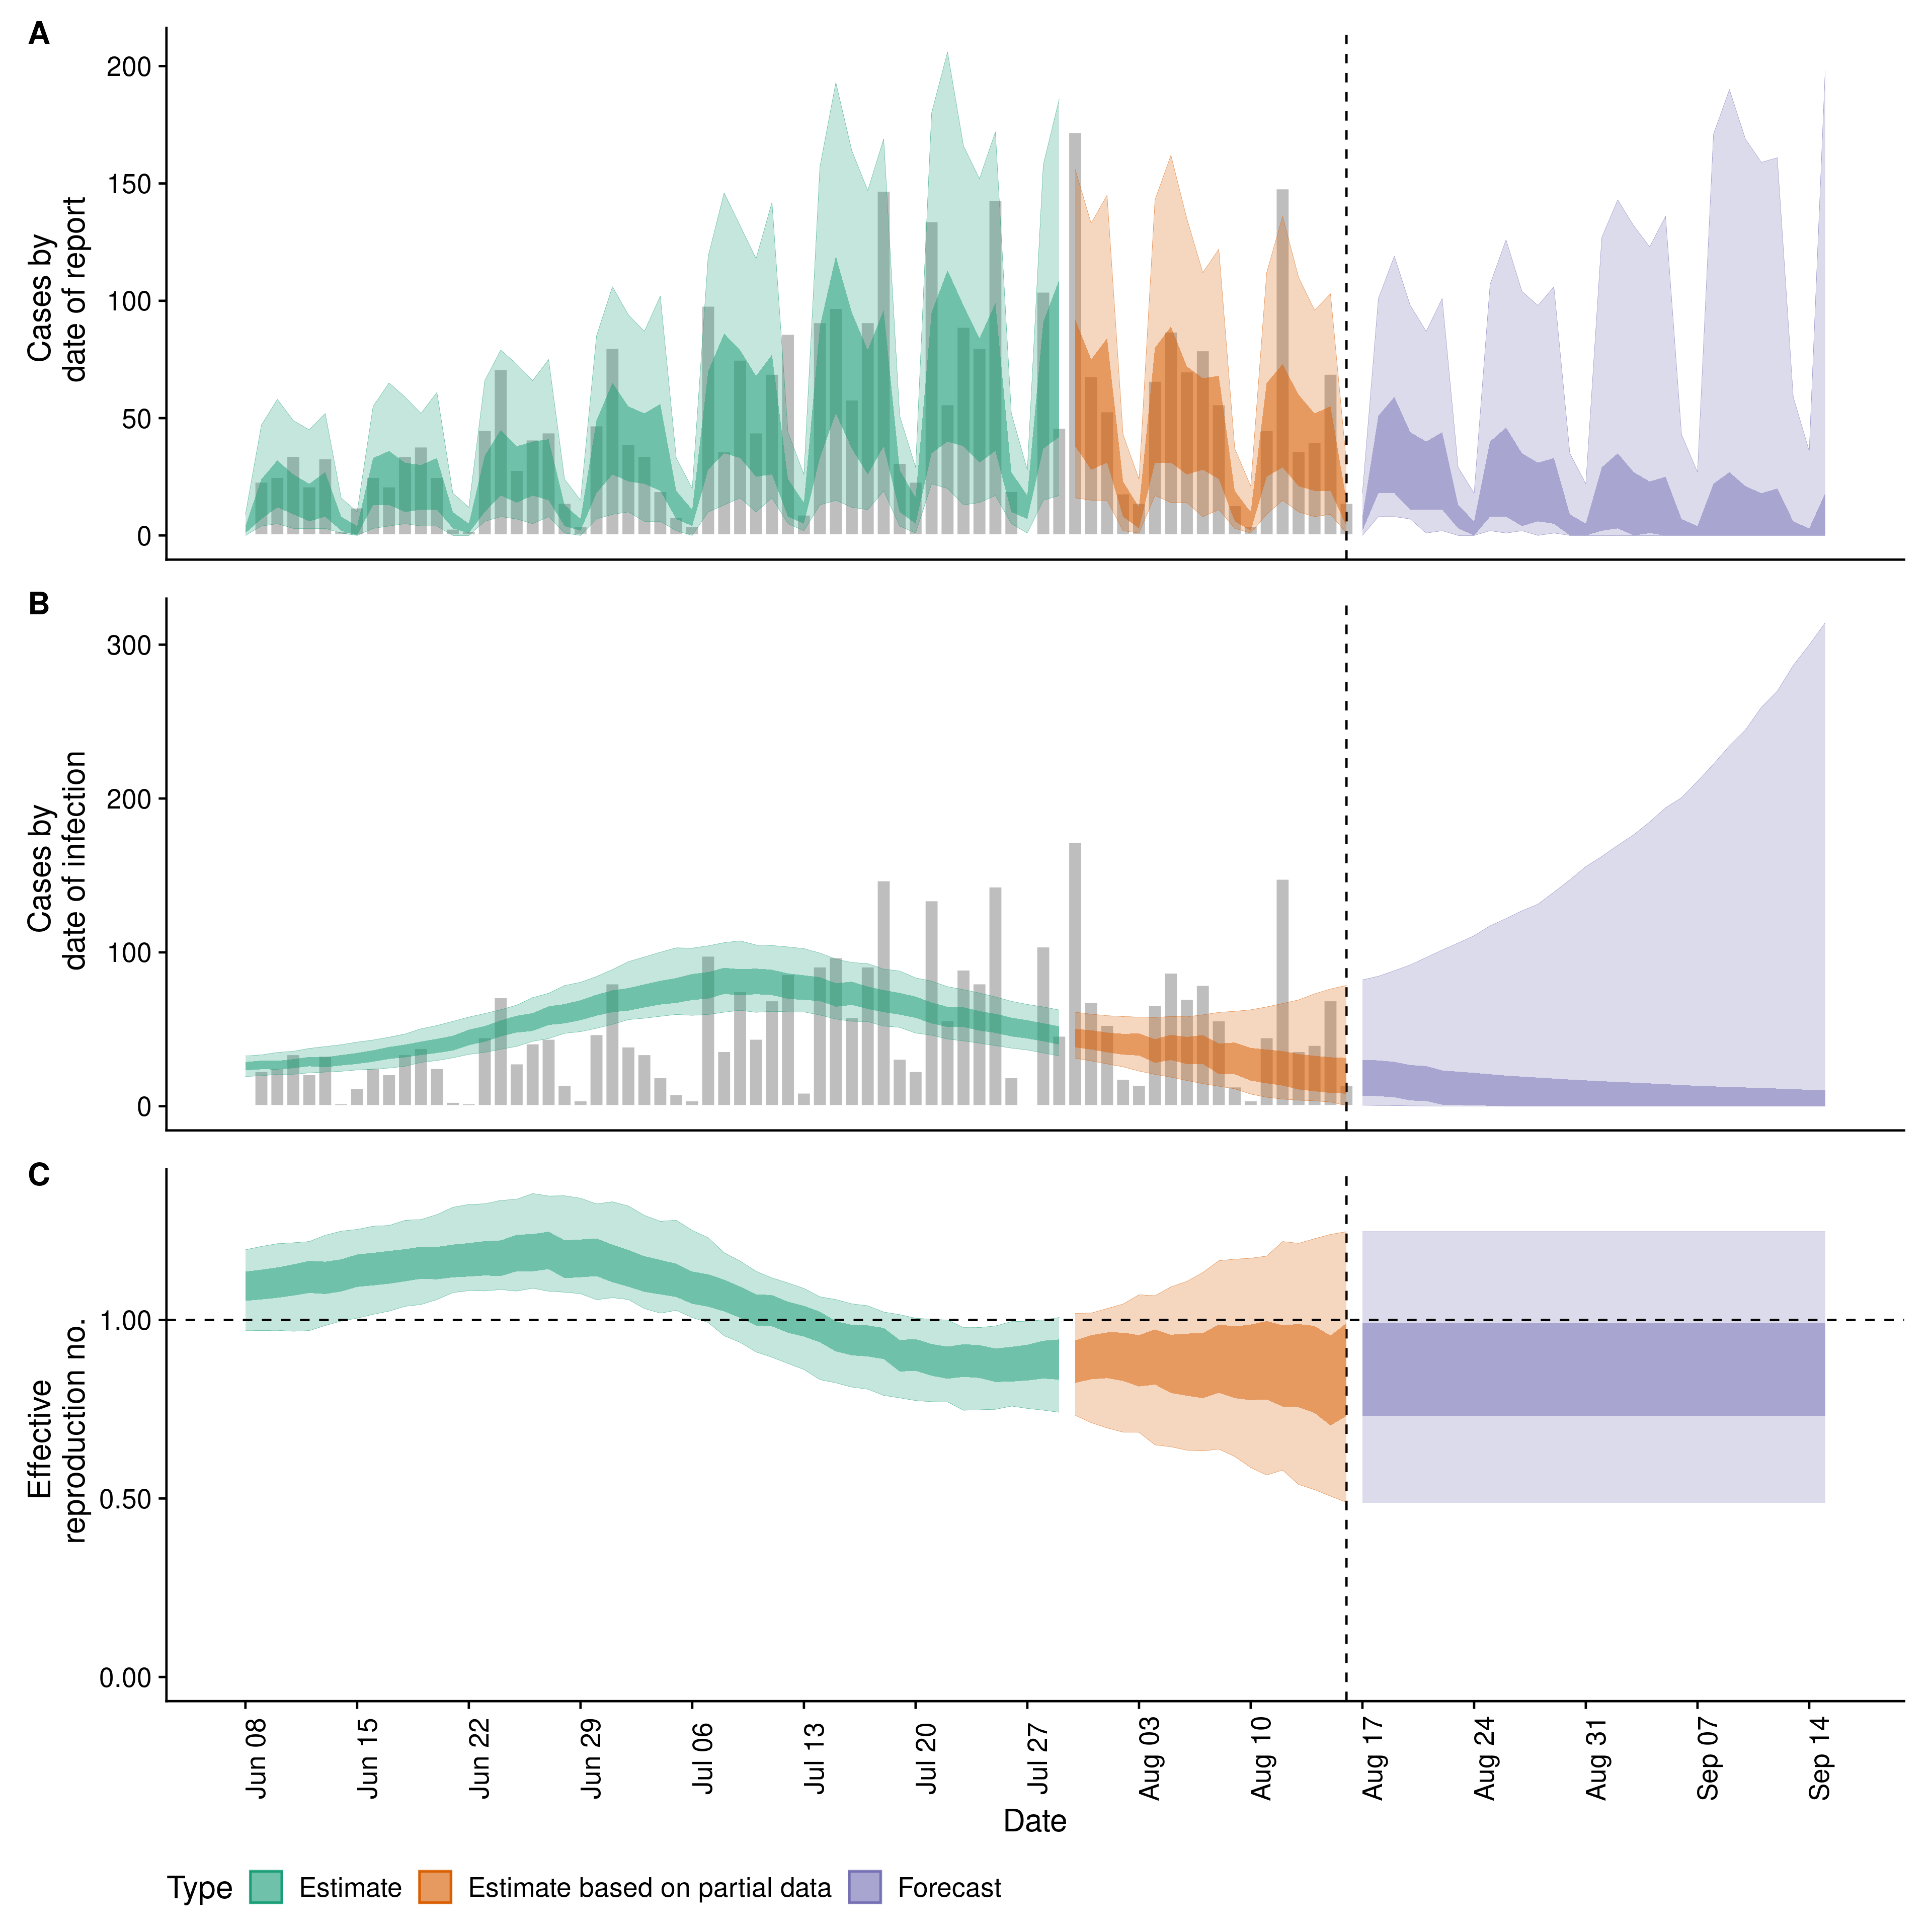 A
200
150
100
50
0
Cases by
date of report
B
300
200
100
0
Cases by
date of infection
C
1.00
0.50
0.00
Effective
reproduction no.
Jun 08
Jun 15
Jun 22
Jun 29
Jul 06
Jul 13
Jul 20
Jul 27
Aug 03
Aug 10
Aug 17
Aug 24
Aug 31
Sep 07
Sep 14
Date
Type Estimate Estimate based on partial data Forecast